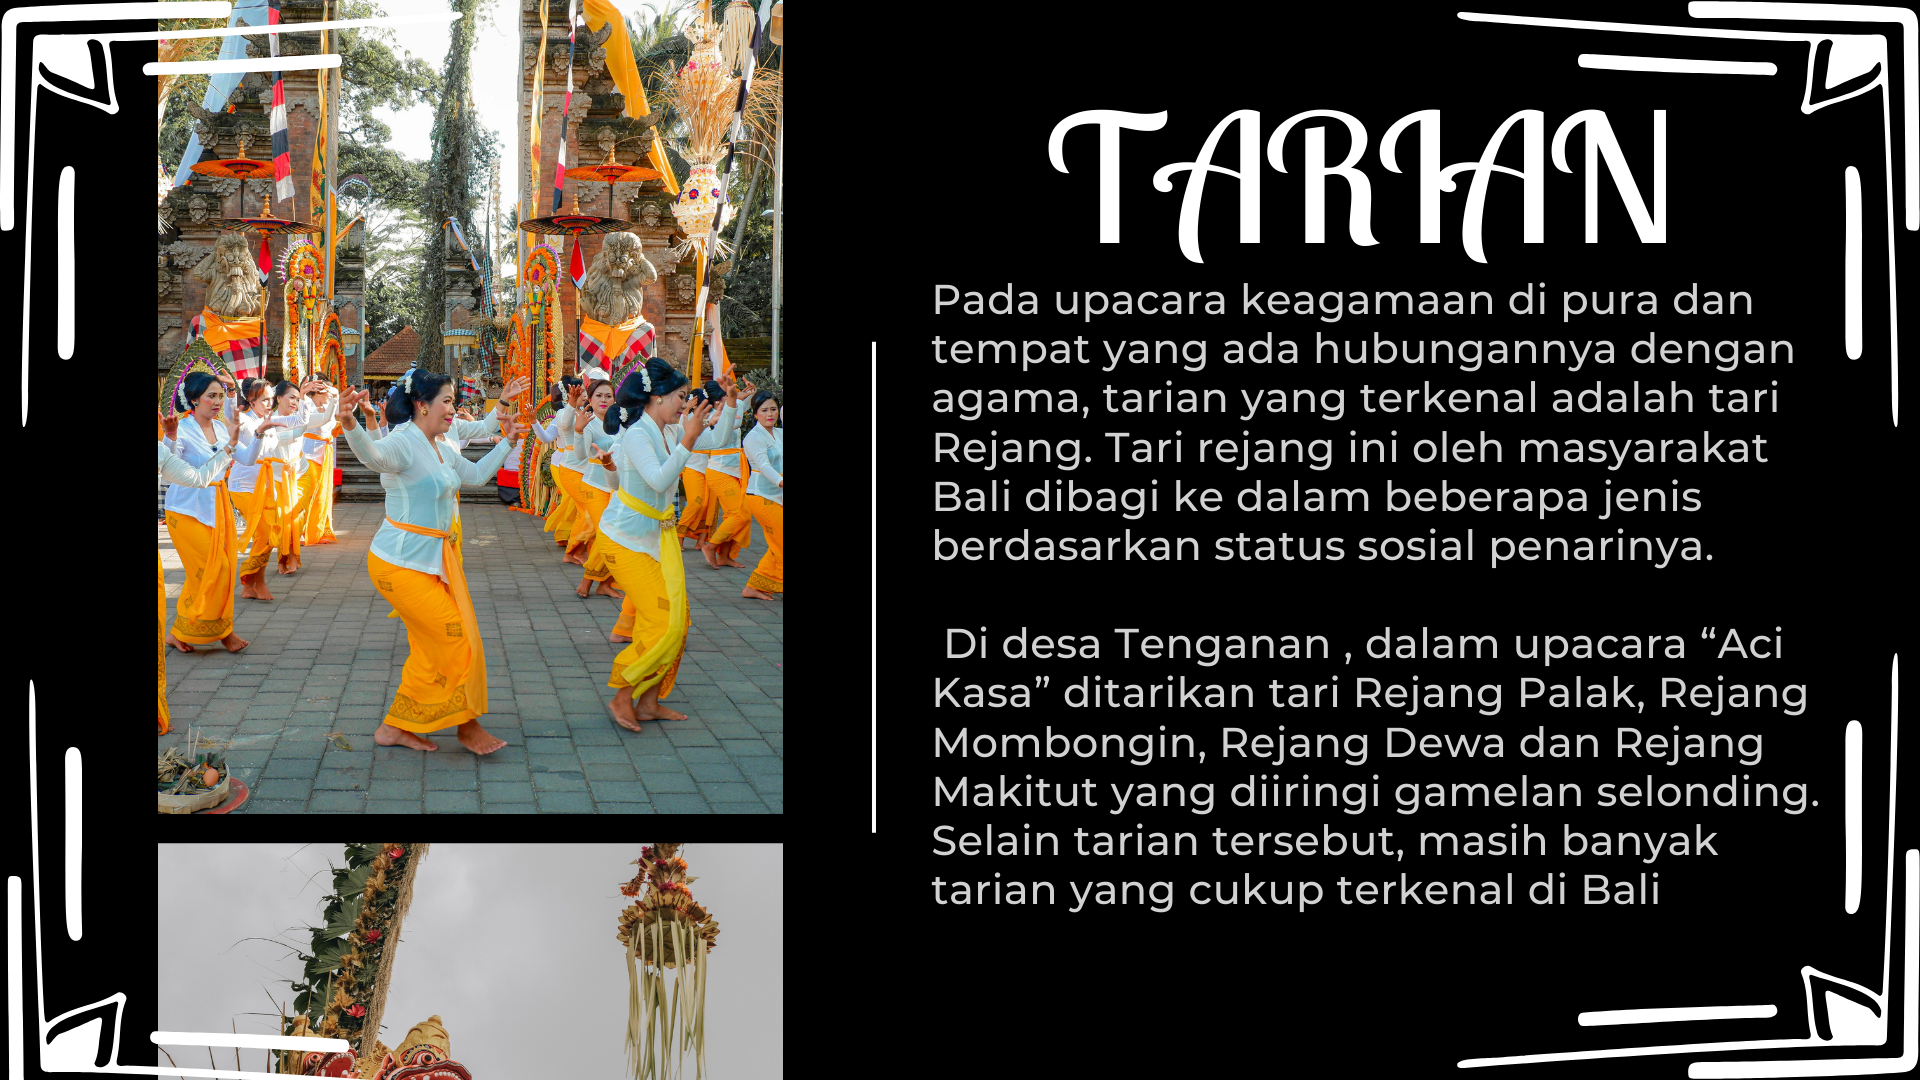 TARIAN
Pada upacara keagamaan di pura dan
tempat yang ada hubungannya dengan
agama, tarian yang terkenal adalah tari
Rejang. Tari rejang ini oleh masyarakat
Bali dibagi ke dalam beberapa jenis
berdasarkan status sosial penarinya.
Di desa Tenganan , dalam upacara “Aci
Kasa” ditarikan tari Rejang Palak, Rejang
Mombongin, Rejang Dewa dan Rejang
Makitut yang diiringi gamelan selonding.
Selain tarian tersebut, masih banyak
tarian yang cukup terkenal di Bali